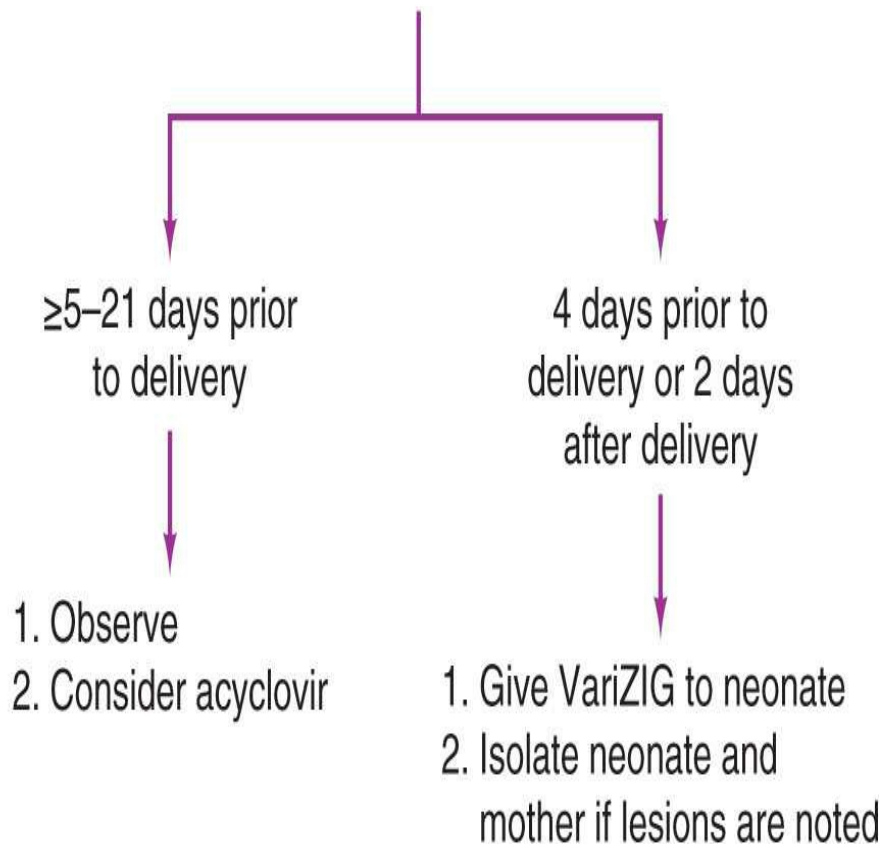 ≥5–21 days prior
to delivery
4 days prior to
delivery or 2 days
after delivery
1. Observe
2. Consider acyclovir
1. Give VariZIG to neonate
2. Isolate neonate and
mother if lesions are noted